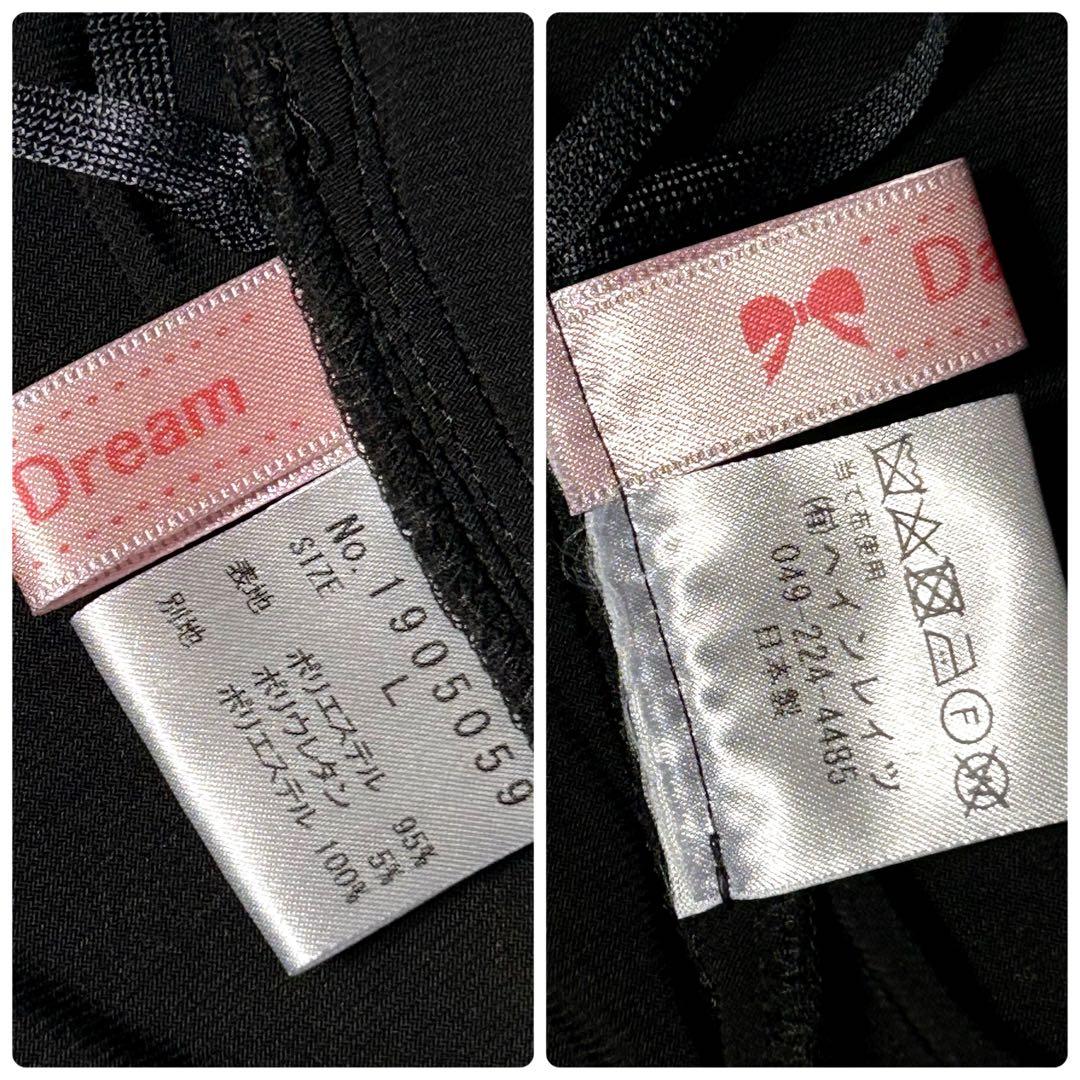 Dream
No. 1905059
SIZE L
表地 ポリエステル 95%
ポリウレタン 5%
別地 ポリエステル 100%
Da
F
当て布使用
(有)ヘインレイツ
049-224-4485
日本製